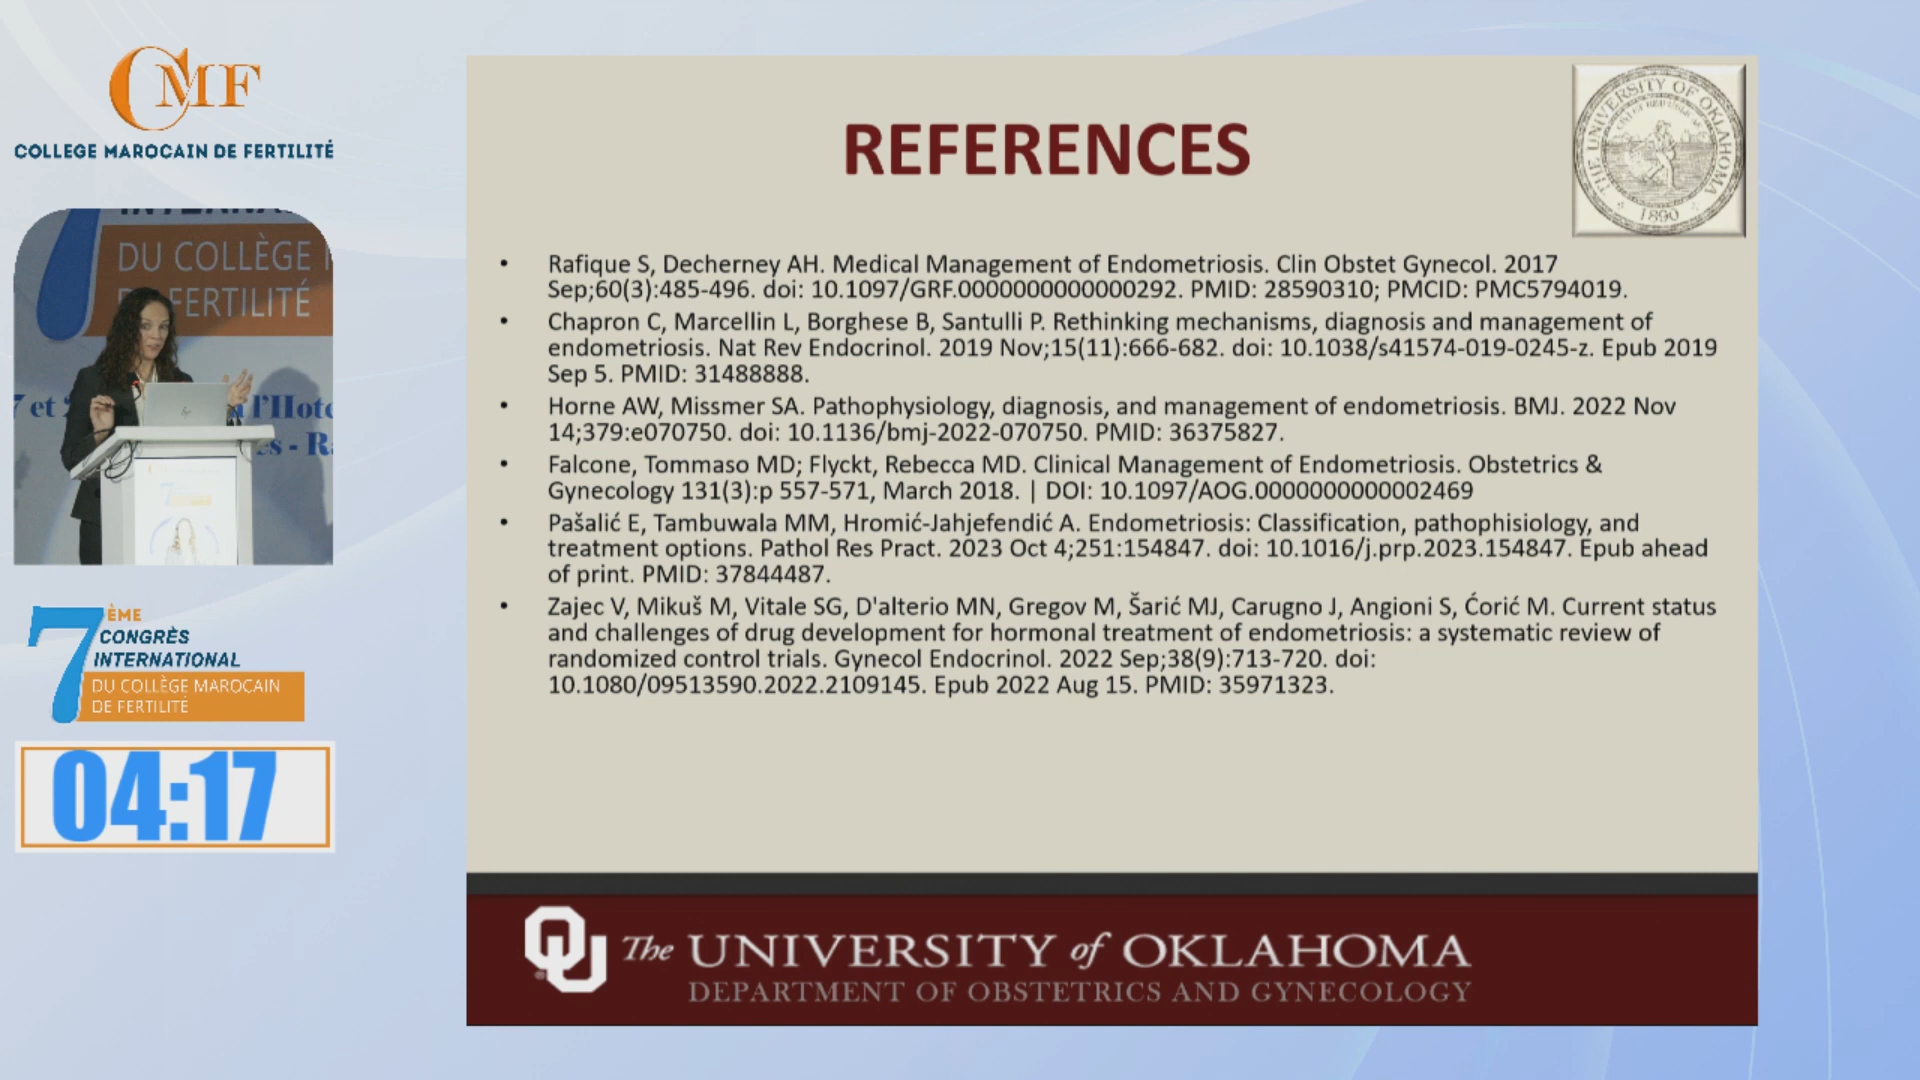 CMF
COLLEGE MAROCAIN DE FERTILITÉ
DU COLLÈGE
FERTILITÉ
7 et
a l'Hote
es - Ra
7ÈME
CONGRÈS
INTERNATIONAL
DU COLLÈGE MAROCAIN
DE FERTILITÉ
04:17
REFERENCES
THE UNIVERSITY OF OKLAHOMA
1890
• Rafique S, Decherney AH. Medical Management of Endometriosis. Clin Obstet Gynecol. 2017
Sep;60(3):485-496. doi: 10.1097/GRF.0000000000000292. PMID: 28590310; PMCID: PMC5794019.
• Chapron C, Marcellin L, Borghese B, Santulli P. Rethinking mechanisms, diagnosis and management of
endometriosis. Nat Rev Endocrinol. 2019 Nov;15(11):666-682. doi: 10.1038/s41574-019-0245-z. Epub 2019
Sep 5. PMID: 31488888.
• Horne AW, Missmer SA. Pathophysiology, diagnosis, and management of endometriosis. BMJ. 2022 Nov
14;379:e070750. doi: 10.1136/bmj-2022-070750. PMID: 36375827.
• Falcone, Tommaso MD; Flyckt, Rebecca MD. Clinical Management of Endometriosis. Obstetrics &
Gynecology 131(3):p 557-571, March 2018. | DOI: 10.1097/AOG.0000000000002469
• Pašalić E, Tambuwala MM, Hromić-Jahjefendić A. Endometriosis: Classification, pathophisiology, and
treatment options. Pathol Res Pract. 2023 Oct 4;251:154847. doi: 10.1016/j.prp.2023.154847. Epub ahead
of print. PMID: 37844487.
• Zajec V, Mikuš M, Vitale SG, D'alterio MN, Gregov M, Šarić MJ, Carugno J, Angioni S, Ćorić M. Current status
and challenges of drug development for hormonal treatment of endometriosis: a systematic review of
randomized control trials. Gynecol Endocrinol. 2022 Sep;38(9):713-720. doi:
10.1080/09513590.2022.2109145. Epub 2022 Aug 15. PMID: 35971323.
OU The UNIVERSITY of OKLAHOMA
DEPARTMENT OF OBSTETRICS AND GYNECOLOGY